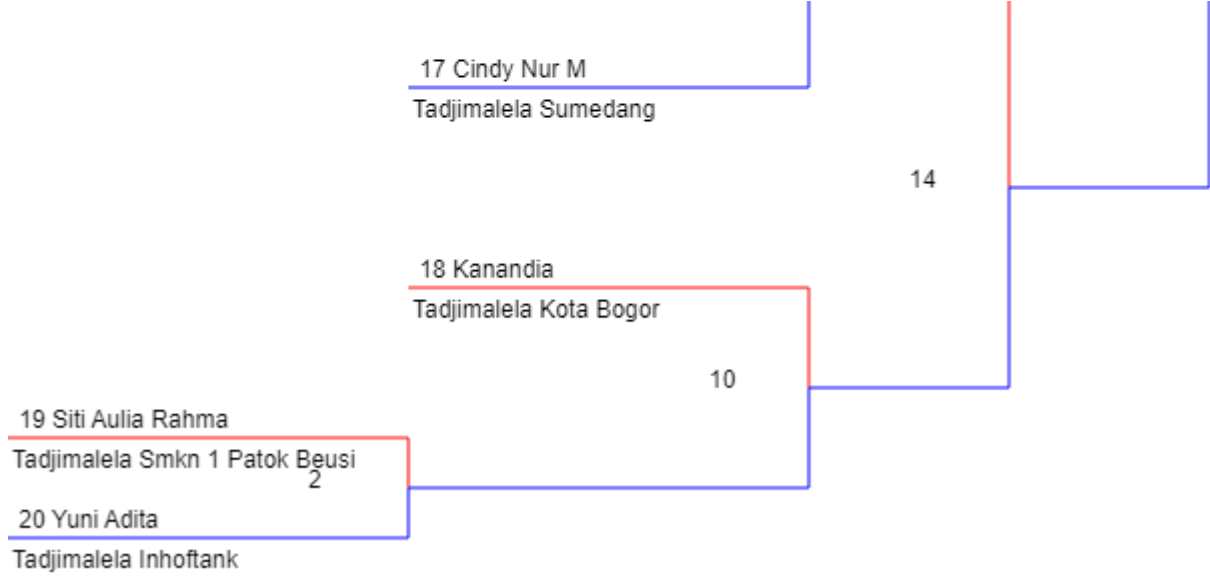 17 Cindy Nur M
Tadjimalela Sumedang
14
18 Kanandia
Tadjimalela Kota Bogor
10
19 Siti Aulia Rahma
Tadjimalela Smkn 1 Patok Beusi
2
20 Yuni Adita
Tadjimalela Inhoftank